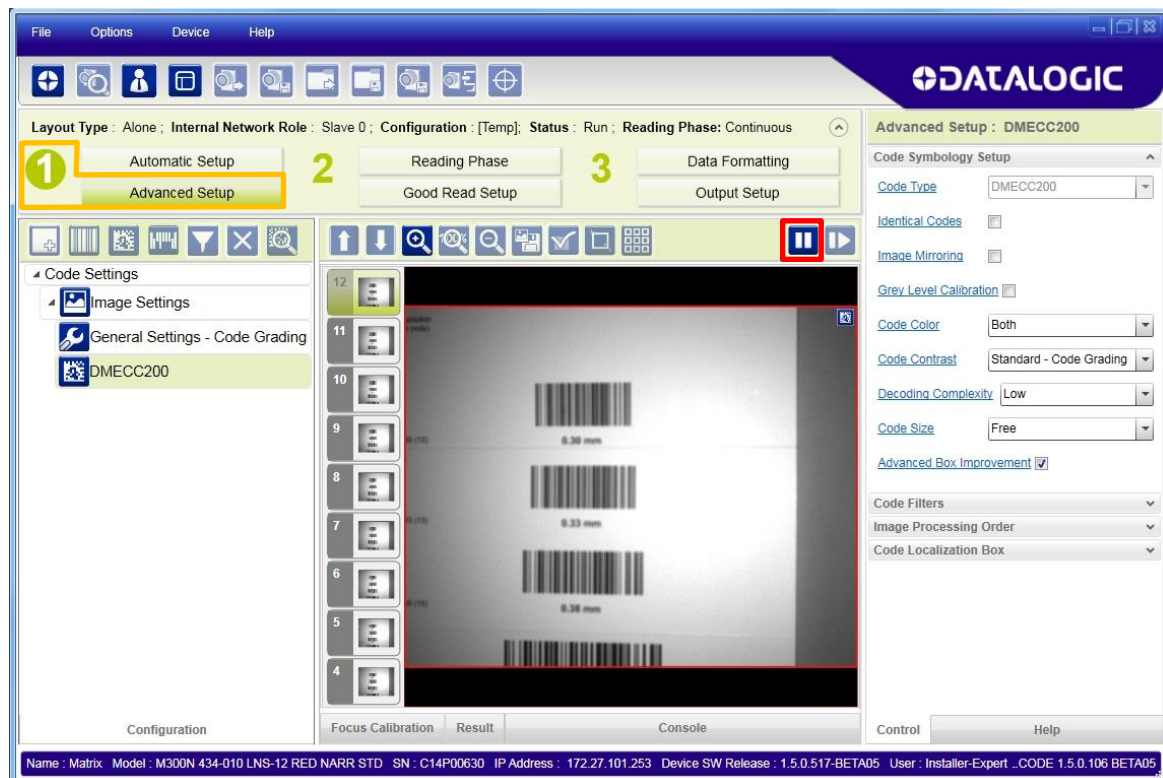 File Options Device Help
DATALOGIC
Layout Type : Alone ; Internal Network Role : Slave 0 ; Configuration : [Temp]; Status : Run ; Reading Phase: Continuous
1 Automatic Setup 2 Reading Phase 3 Data Formatting
Advanced Setup Good Read Setup Output Setup
Code Settings
Image Settings
General Settings - Code Grading
DMECC200
Configuration
100%
12
11
10
9
8
7
6
5
4
0.30 mm
0.33 mm
0.38 mm
Focus Calibration Result Console
Advanced Setup : DMECC200
Code Symbology Setup
Code Type DMECC200
Identical Codes
Image Mirroring
Grey Level Calibration
Code Color Both
Code Contrast Standard - Code Grading
Decoding Complexity Low
Code Size Free
Advanced Box Improvement
Code Filters
Image Processing Order
Code Localization Box
Control Help
Name : Matrix Model : M300N 434-010 LNS-12 RED NARR STD SN : C14P00630 IP Address : 172.27.101.253 Device SW Release : 1.5.0.517-BETA05 User : Installer-Expert ..CODE 1.5.0.106 BETA05